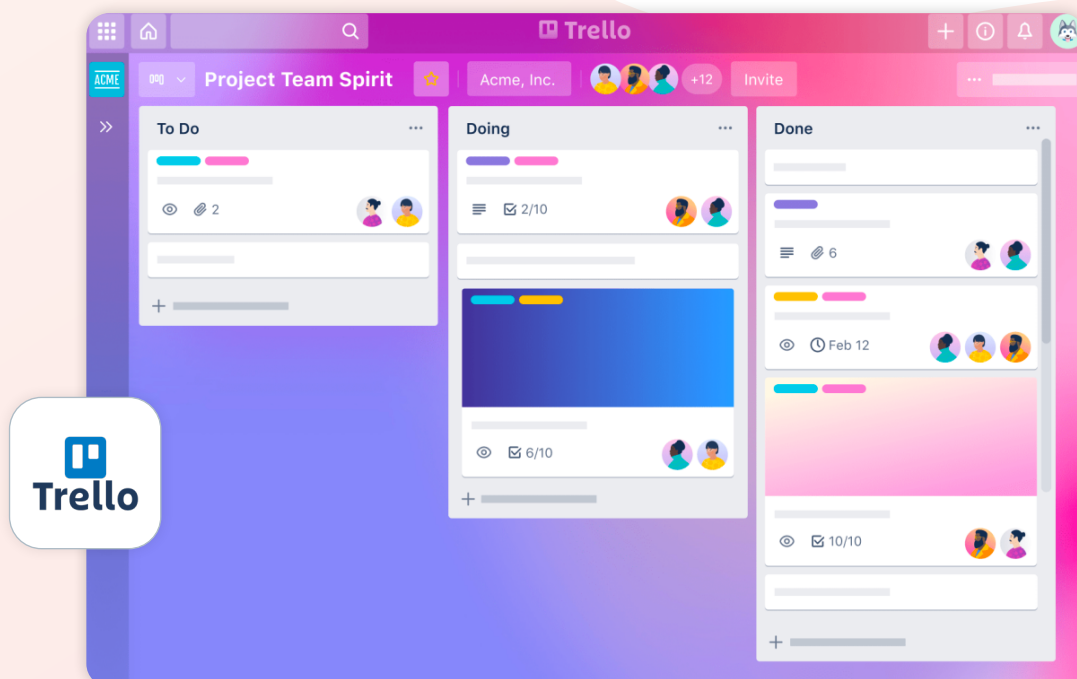 Trello
ACME
Project Team Spirit
Acme, Inc.
+12
Invite
To Do
2
Doing
2/10
6/10
Done
6
Feb 12
10/10
Trello